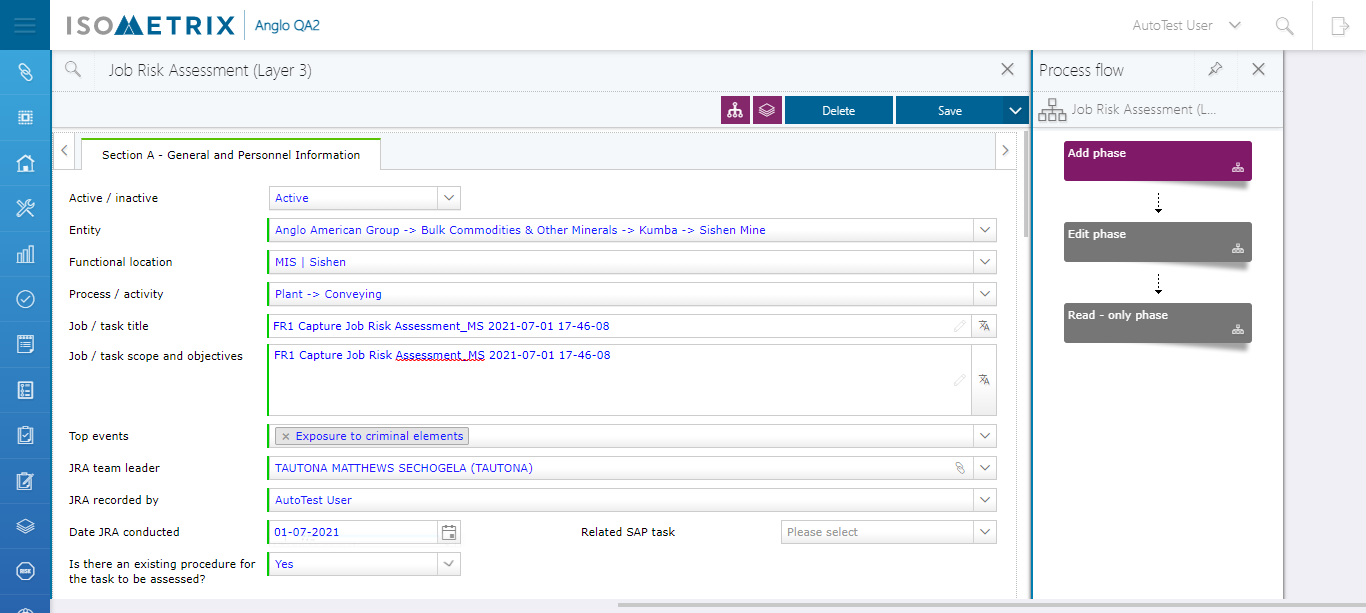 ISOMETRIX Anglo QA2 AutoTest User
Job Risk Assessment (Layer 3)
Process flow
Delete
Save
Job Risk Assessment (L...
Section A - General and Personnel Information
Add phase
Edit phase
Read - only phase
Active / inactive Active
Entity Anglo American Group -> Bulk Commodities & Other Minerals -> Kumba -> Sishen Mine
Functional location MIS | Sishen
Process / activity Plant -> Conveying
Job / task title FR1 Capture Job Risk Assessment_MS 2021-07-01 17-46-08
Job / task scope and objectives FR1 Capture Job Risk Assessment_MS 2021-07-01 17-46-08
Top events × Exposure to criminal elements
JRA team leader TAUTONA MATTHEWS SECHOGELA (TAUTONA)
JRA recorded by AutoTest User
Date JRA conducted 01-07-2021 Related SAP task Please select
Is there an existing procedure for Yes
the task to be assessed?